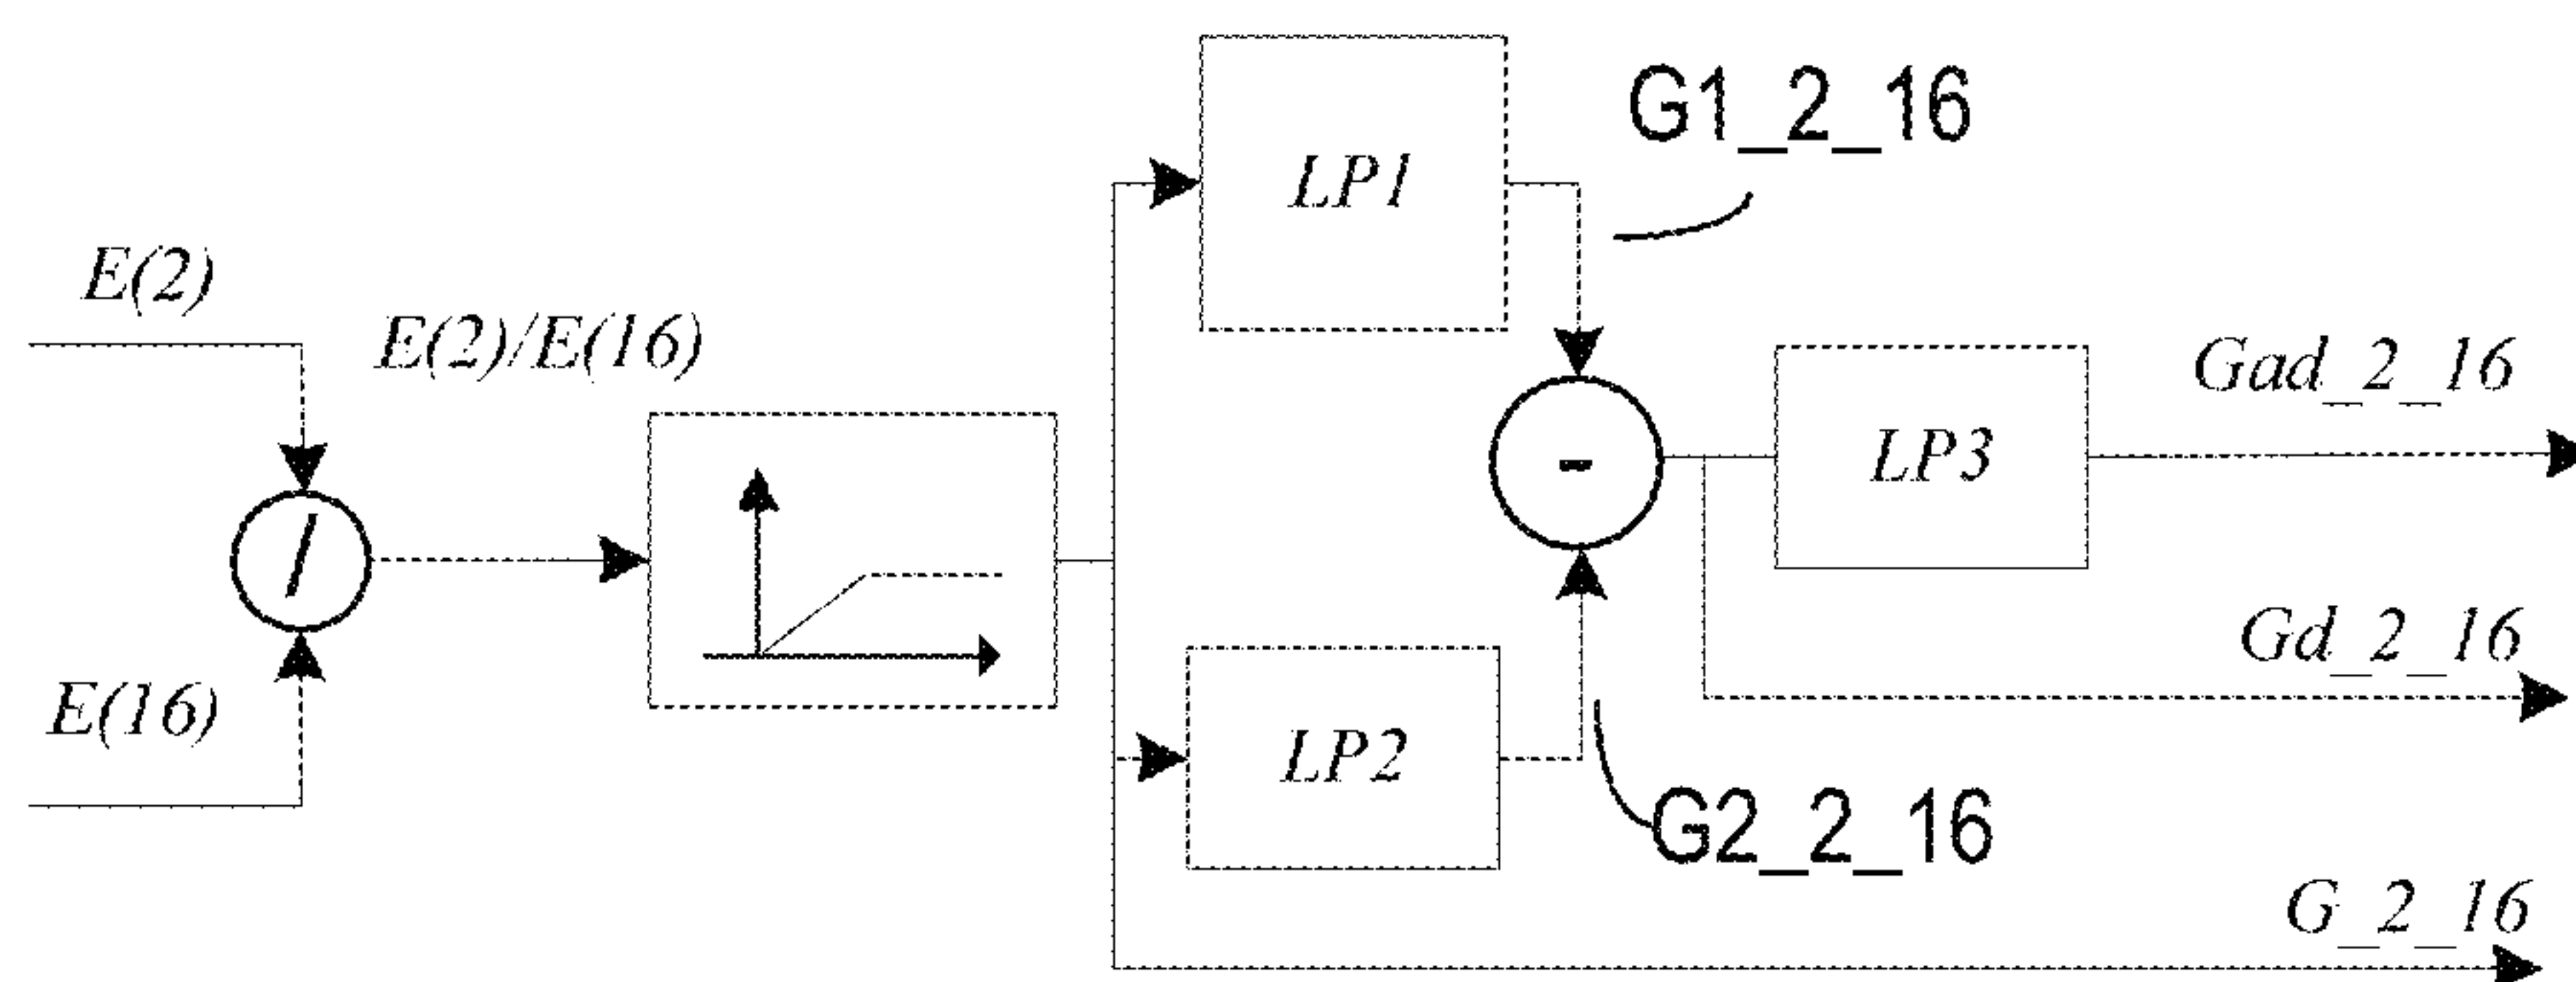 G1_2_16
LP1
E(2)
E(2)/E(16)
Gad_2_16
/
-
LP3
Gd_2_16
E(16)
LP2
G2_2_16
G_2_16